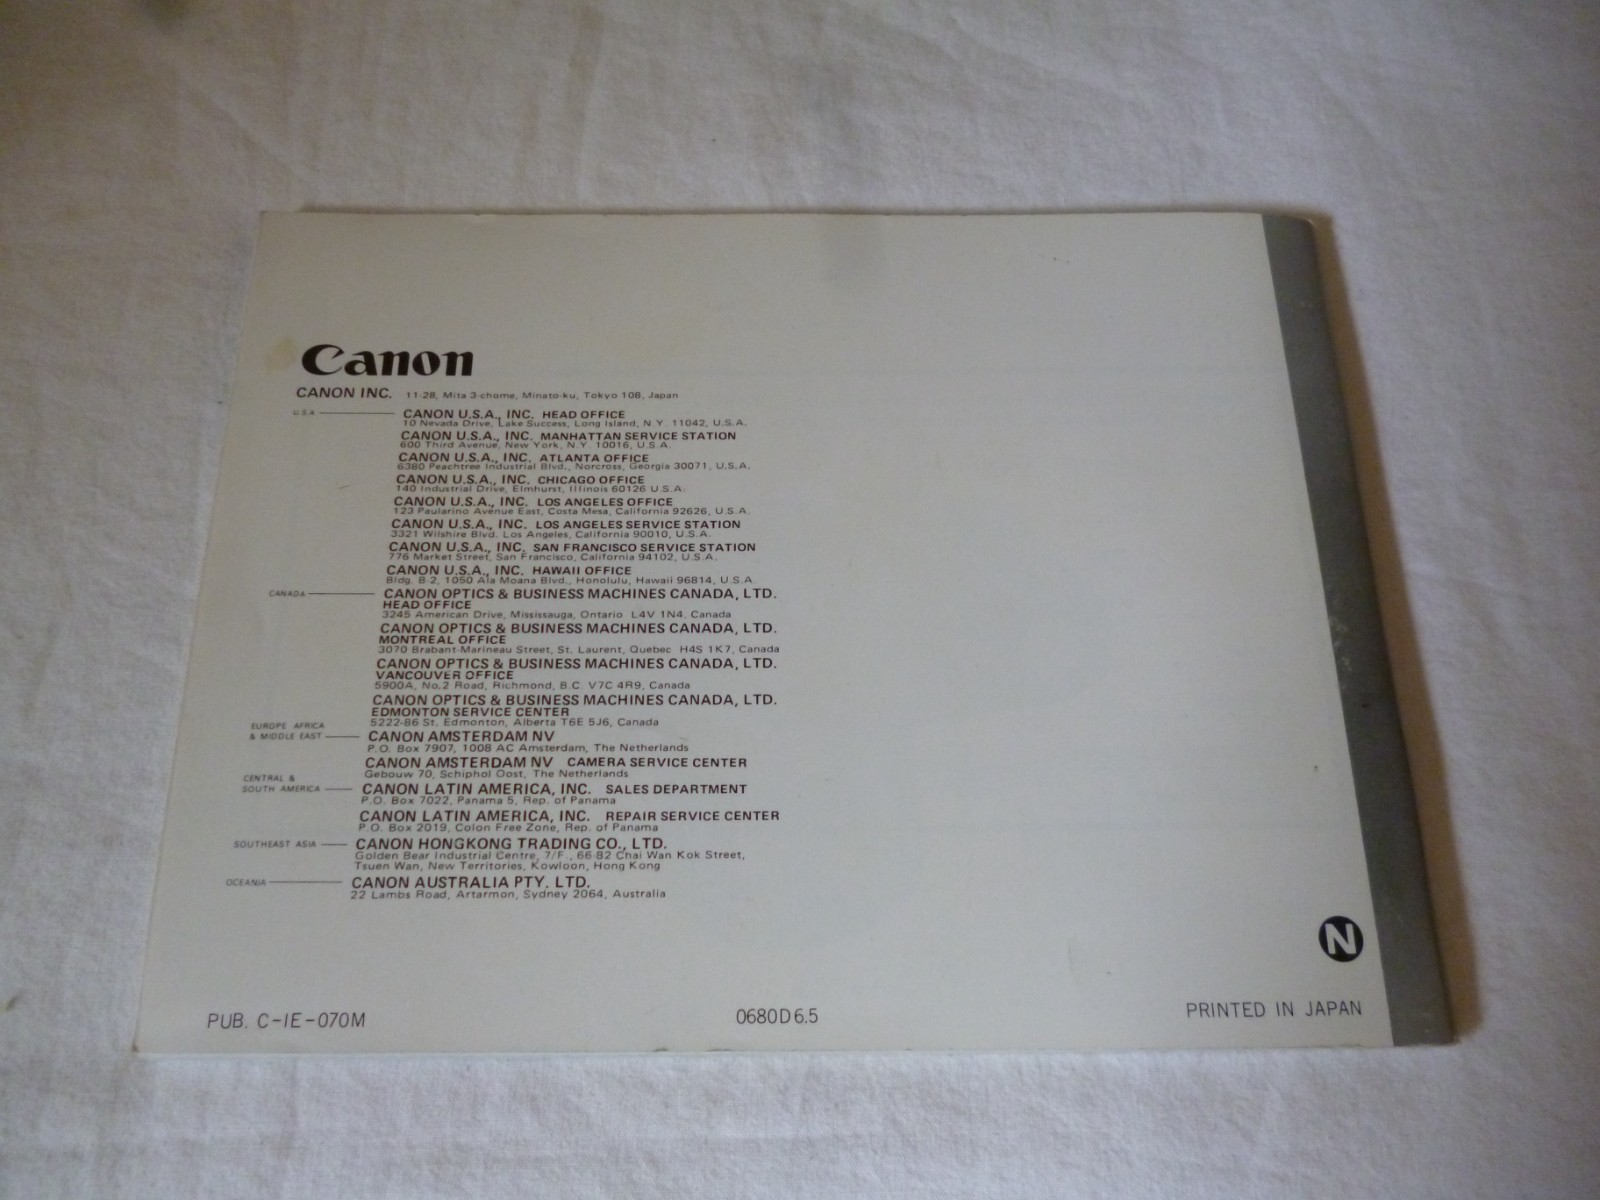 Canon
CANON INC. 11-28, Mita 3-chome, Minato-ku, Tokyo 108, Japan
U.S.A. CANON U.S.A., INC. HEAD OFFICE
10 Nevada Drive, Lake Success, Long Island, N.Y. 11042, U.S.A.
CANON U.S.A., INC. MANHATTAN SERVICE STATION
600 Third Avenue, New York, N.Y. 10016, U.S.A.
CANON U.S.A., INC. ATLANTA OFFICE
6380 Peachtree Industrial Blvd., Norcross, Georgia 30071, U.S.A.
CANON U.S.A., INC. CHICAGO OFFICE
140 Industrial Drive, Elmhurst, Illinois 60126 U.S.A.
CANON U.S.A., INC. LOS ANGELES OFFICE
123 Paularino Avenue East, Costa Mesa, California 92626, U.S.A.
CANON U.S.A., INC. LOS ANGELES SERVICE STATION
3321 Wilshire Blvd. Los Angeles, California 90010, U.S.A.
CANON U.S.A., INC. SAN FRANCISCO SERVICE STATION
776 Market Street, San Francisco, California 94102, U.S.A.
CANON U.S.A., INC. HAWAII OFFICE
Bldg. B-2, 1050 Ala Moana Blvd., Honolulu, Hawaii 96814, U.S.A.
CANADA CANON OPTICS & BUSINESS MACHINES CANADA, LTD.
HEAD OFFICE
3245 American Drive, Mississauga, Ontario L4V 1N4, Canada
CANON OPTICS & BUSINESS MACHINES CANADA, LTD.
MONTREAL OFFICE
3070 Brabant-Marineau Street, St. Laurent, Quebec H4S 1K7, Canada
CANON OPTICS & BUSINESS MACHINES CANADA, LTD.
VANCOUVER OFFICE
5900A, No.2 Road, Richmond, B.C. V7C 4R9, Canada
CANON OPTICS & BUSINESS MACHINES CANADA, LTD.
EDMONTON SERVICE CENTER
5222-86 St. Edmonton, Alberta T6E 5J6, Canada
EUROPE AFRICA
& MIDDLE EAST CANON AMSTERDAM NV
P.O. Box 7907, 1008 AC Amsterdam, The Netherlands
CANON AMSTERDAM NV CAMERA SERVICE CENTER
Gebouw 70, Schiphol Oost, The Netherlands
CENTRAL &
SOUTH AMERICA CANON LATIN AMERICA, INC. SALES DEPARTMENT
P.O. Box 7022, Panama 5, Rep. of Panama
CANON LATIN AMERICA, INC. REPAIR SERVICE CENTER
P.O. Box 2019, Colon Free Zone, Rep. of Panama
SOUTHEAST ASIA CANON HONGKONG TRADING CO., LTD.
Golden Bear Industrial Centre, 7/F., 66-82 Chai Wan Kok Street,
Tsuen Wan, New Territories, Kowloon, Hong Kong
OCEANIA CANON AUSTRALIA PTY. LTD.
22 Lambs Road, Artarmon, Sydney 2064, Australia
N
PUB. C-IE-070M 0680D6.5 PRINTED IN JAPAN